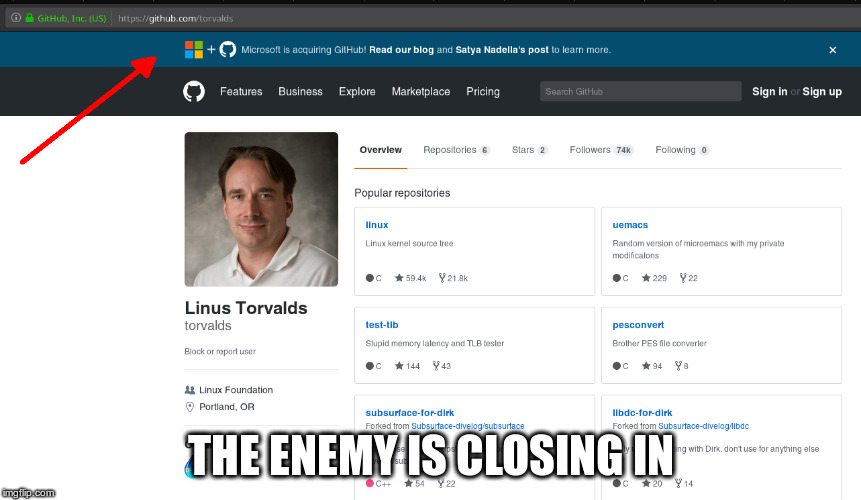 GitHub, Inc. (US) https://github.com/torvalds
+ Microsoft is acquiring GitHub! Read our blog and Satya Nadella's post to learn more. ×
Features Business Explore Marketplace Pricing Search GitHub Sign in or Sign up
Overview Repositories 6 Stars 2 Followers 74k Following 0
Popular repositories
linux
Linux kernel source tree
C 59.4k 21.8k
uemacs
Random version of microemacs with my private
modificatons
C 229 22
Linus Torvalds
torvalds
Block or report user
Linux Foundation
Portland, OR
test-tlb
Stupid memory latency and TLB tester
C 144 43
pesconvert
Brother PES file converter
C 94 8
subsurface-for-dirk
Forked from Subsurface-divelog/subsurface
C++ 54 22
libdc-for-dirk
Forked from Subsurface-divelog/libdc
with Dirk, don't use for anything else
C 20 14
THE ENEMY IS CLOSING IN
imgflip.com